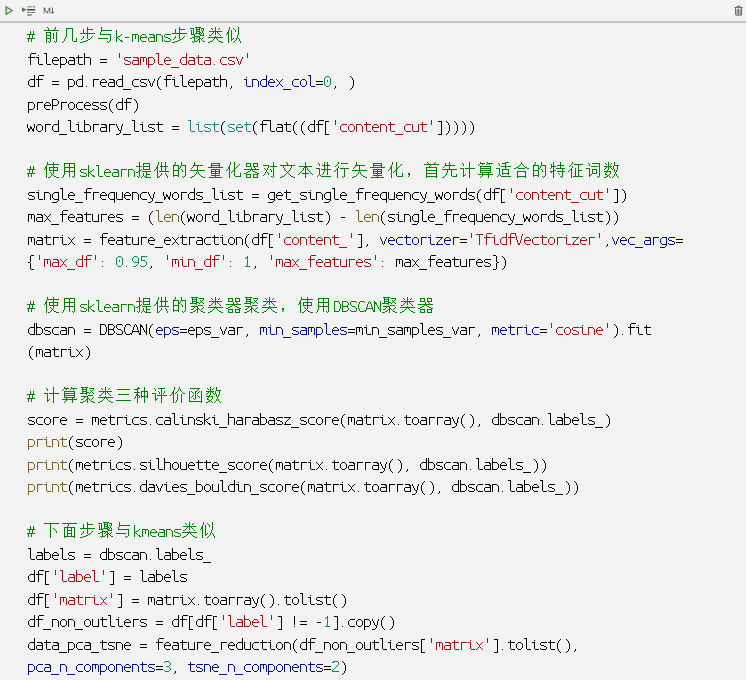 M↓
# 前几步与k-means步骤类似
filepath = 'sample_data.csv'
df = pd.read_csv(filepath, index_col=0, )
preProcess(df)
word_library_list = list(set(flat((df['content_cut']))))
# 使用sklearn提供的矢量化器对文本进行矢量化，首先计算适合的特征词数
single_frequency_words_list = get_single_frequency_words(df['content_cut'])
max_features = (len(word_library_list) - len(single_frequency_words_list))
matrix = feature_extraction(df['content_'], vectorizer='TfidfVectorizer',vec_args=
{'max_df': 0.95, 'min_df': 1, 'max_features': max_features})
# 使用sklearn提供的聚类器聚类，使用DBSCAN聚类器
dbscan = DBSCAN(eps=eps_var, min_samples=min_samples_var, metric='cosine').fit
(matrix)
# 计算聚类三种评价函数
score = metrics.calinski_harabasz_score(matrix.toarray(), dbscan.labels_)
print(score)
print(metrics.silhouette_score(matrix.toarray(), dbscan.labels_))
print(metrics.davies_bouldin_score(matrix.toarray(), dbscan.labels_))
# 下面步骤与kmeans类似
labels = dbscan.labels_
df['label'] = labels
df['matrix'] = matrix.toarray().tolist()
df_non_outliers = df[df['label'] != -1].copy()
data_pca_tsne = feature_reduction(df_non_outliers['matrix'].tolist(),
pca_n_components=3, tsne_n_components=2)